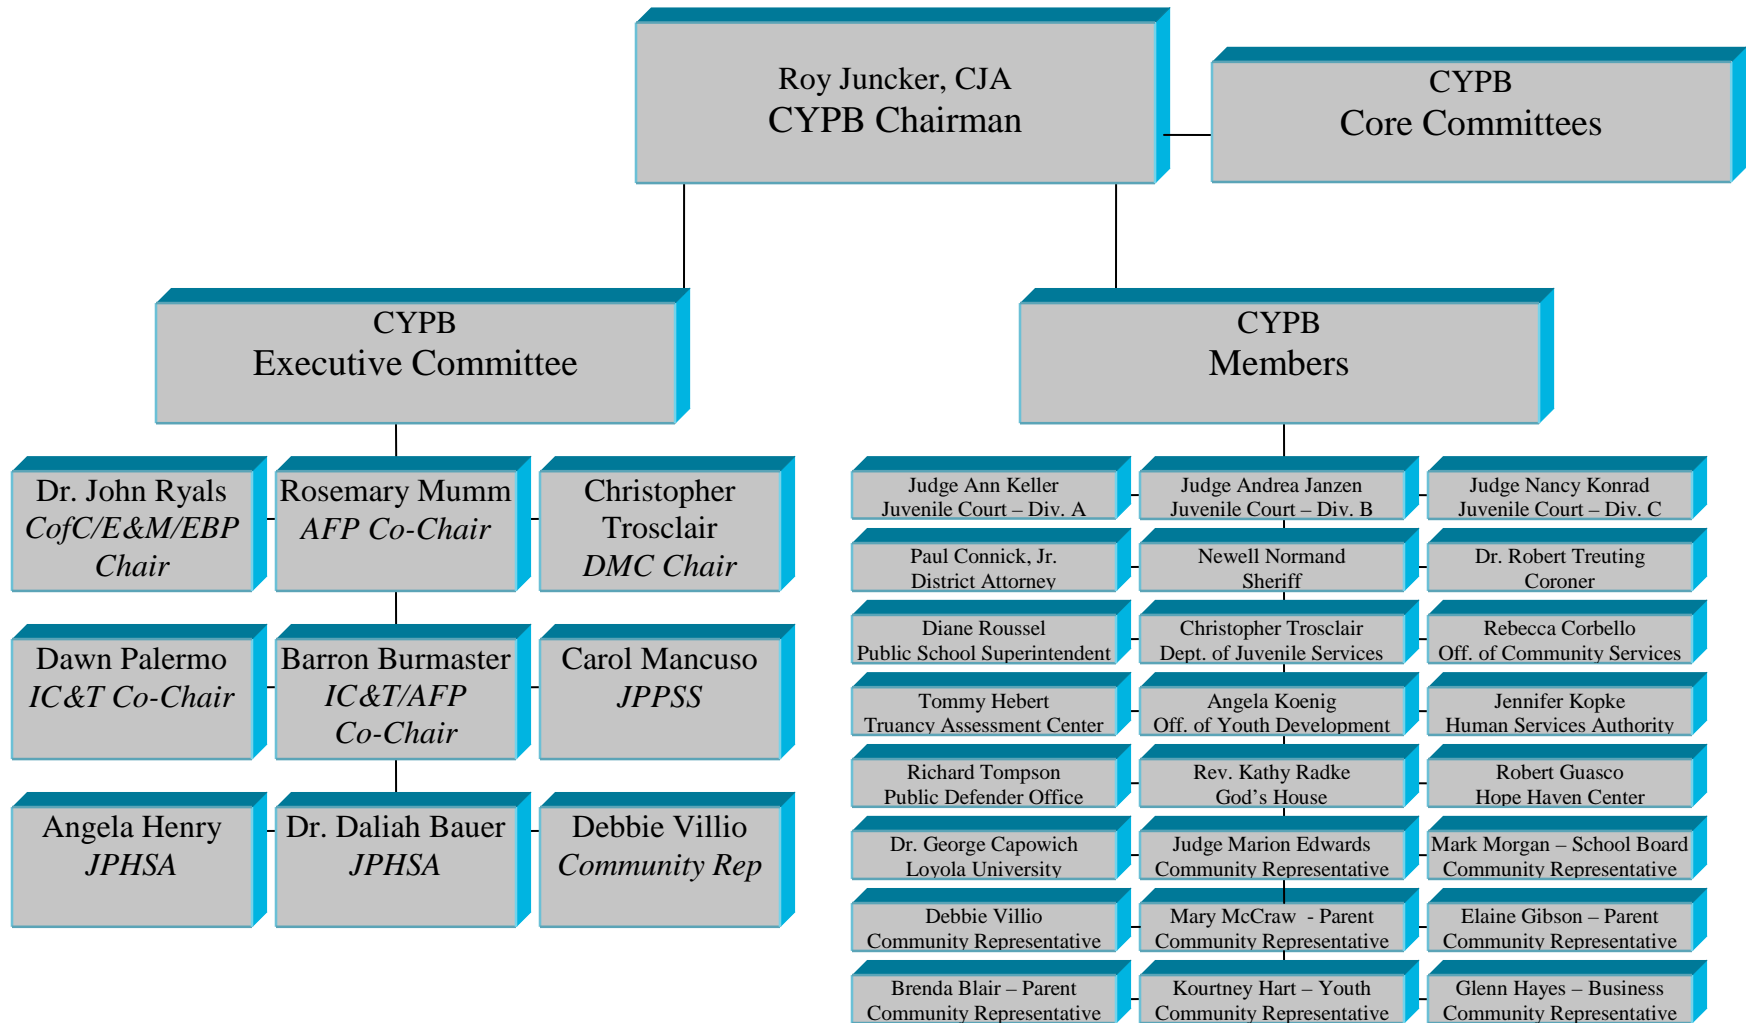 Roy Juncker, CJA
CYPB Chairman
CYPB
Core Committees
CYPB
Executive Committee
CYPB
Members
Dr. John Ryals
CofC/E&M/EBP
Chair
Rosemary Mumm
AFP Co-Chair
Christopher
Trosclair
DMC Chair
Dawn Palermo
IC&T Co-Chair
Barron Burmaster
IC&T/AFP
Co-Chair
Carol Mancuso
JPPSS
Angela Henry
JPHSA
Dr. Daliah Bauer
JPHSA
Debbie Villio
Community Rep
Judge Ann Keller
Juvenile Court – Div. A
Judge Andrea Janzen
Juvenile Court – Div. B
Judge Nancy Konrad
Juvenile Court – Div. C
Paul Connick, Jr.
District Attorney
Newell Normand
Sheriff
Dr. Robert Treuting
Coroner
Diane Roussel
Public School Superintendent
Christopher Trosclair
Dept. of Juvenile Services
Rebecca Corbello
Off. of Community Services
Tommy Hebert
Truancy Assessment Center
Angela Koenig
Off. of Youth Development
Jennifer Kopke
Human Services Authority
Richard Tompson
Public Defender Office
Rev. Kathy Radke
God's House
Robert Guasco
Hope Haven Center
Dr. George Capowich
Loyola University
Judge Marion Edwards
Community Representative
Mark Morgan – School Board
Community Representative
Debbie Villio
Community Representative
Mary McCraw  - Parent
Community Representative
Elaine Gibson – Parent
Community Representative
Brenda Blair – Parent
Community Representative
Kourtney Hart – Youth
Community Representative
Glenn Hayes – Business
Community Representative